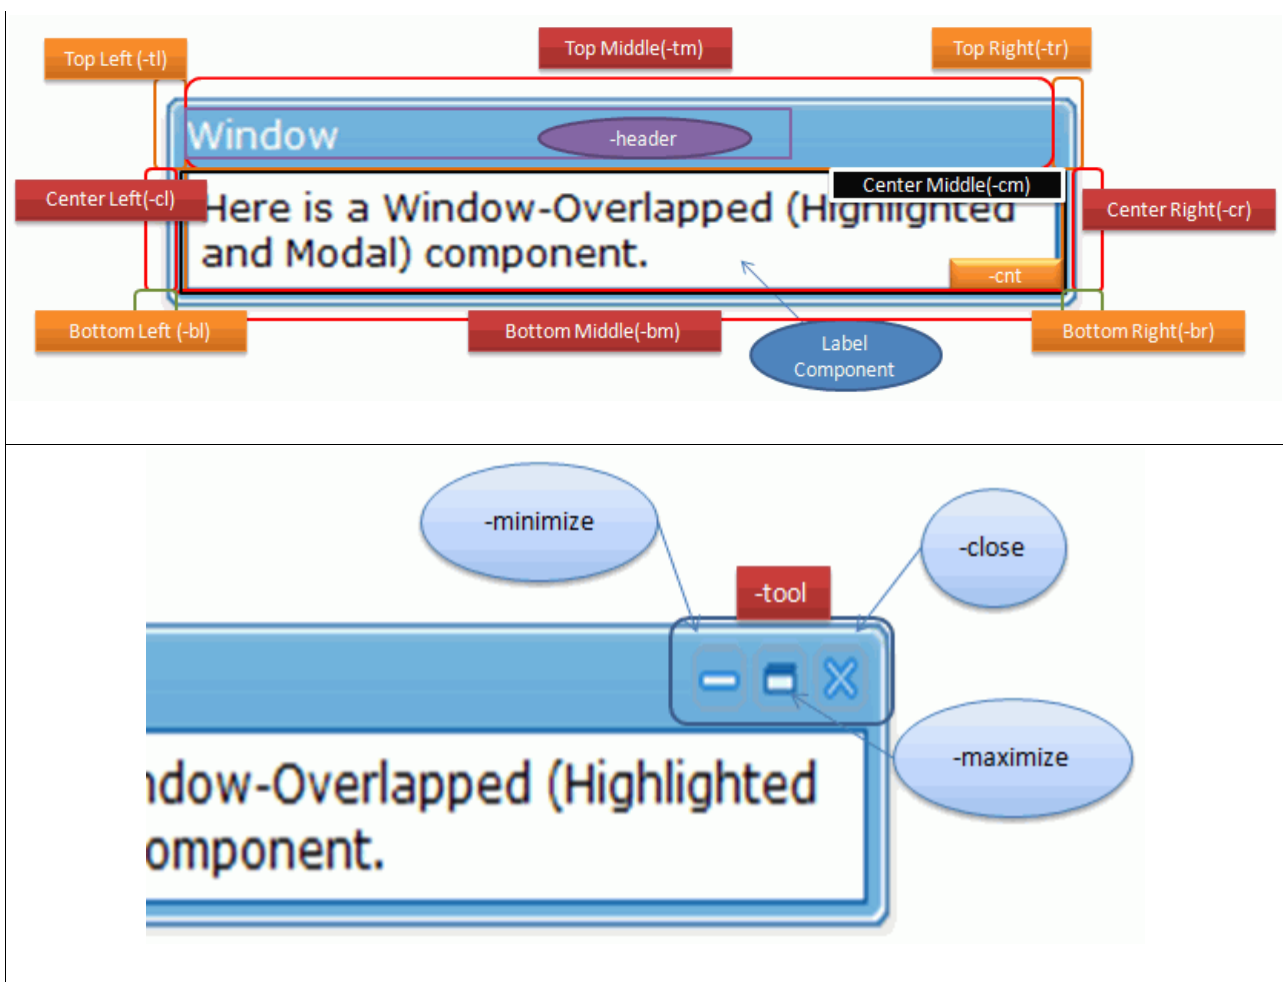 Top Left (-tl)
Top Middle(-tm)
Top Right(-tr)
Window
-header
Center Left(-cl)
Center Middle(-cm)
Center Right(-cr)
Here is a Window-Overlapped (Highlighted
and Modal) component.
-cnt
Bottom Left (-bl)
Bottom Middle(-bm)
Bottom Right(-br)
Label
Component
-minimize
-close
-tool
-maximize
ndow-Overlapped (Highlighted
omponent.